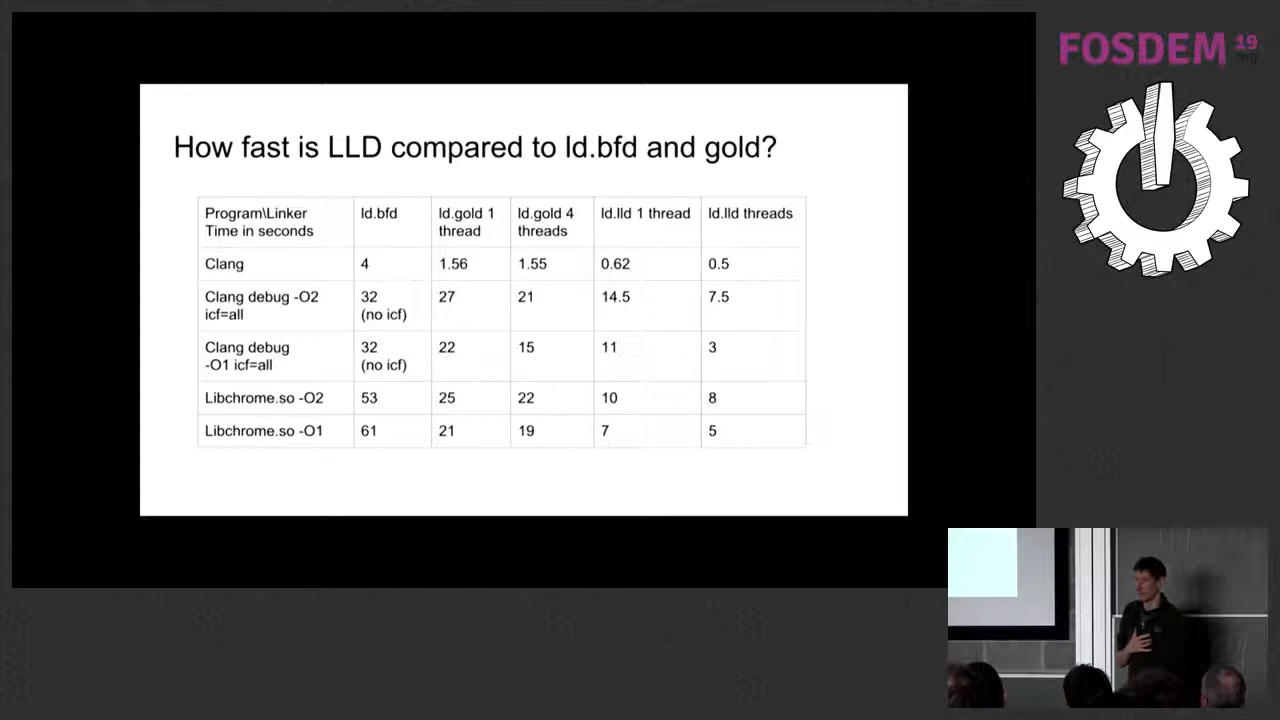 FOSDEM 19
How fast is LLD compared to ld.bfd and gold?
Program\Linker
Time in seconds
ld.bfd
ld.gold 1
thread
ld.gold 4
threads
ld.lld 1 thread
ld.lld threads
Clang
4
1.56
1.55
0.62
0.5
Clang debug -O2
icf=all
32
(no icf)
27
21
14.5
7.5
Clang debug
-O1 icf=all
32
(no icf)
22
15
11
3
Libchrome.so -O2
53
25
22
10
8
Libchrome.so -O1
61
21
19
7
5